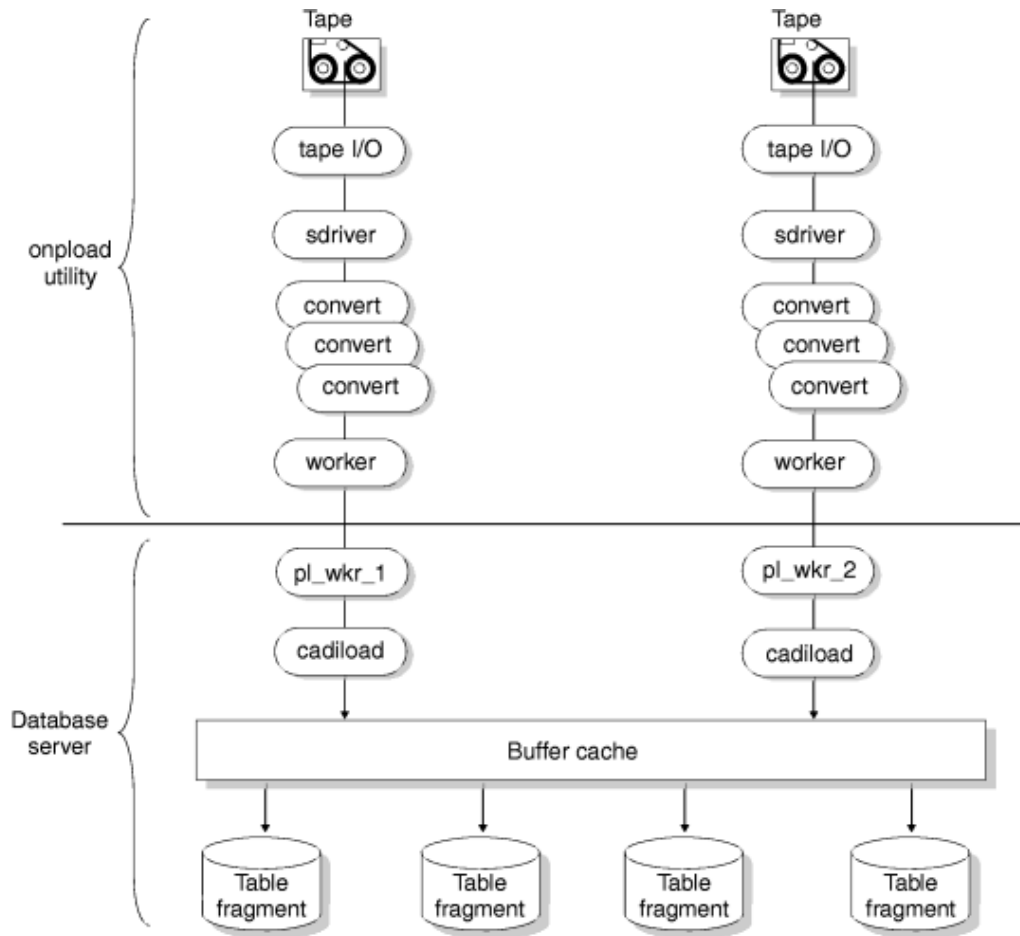 Tape
Tape
tape I/O
tape I/O
onpload
utility
sdriver
sdriver
convert
convert
convert
convert
convert
convert
worker
worker
Database
server
pl_wkr_1
pl_wkr_2
cadiload
cadiload
Buffer cache
Table
fragment
Table
fragment
Table
fragment
Table
fragment